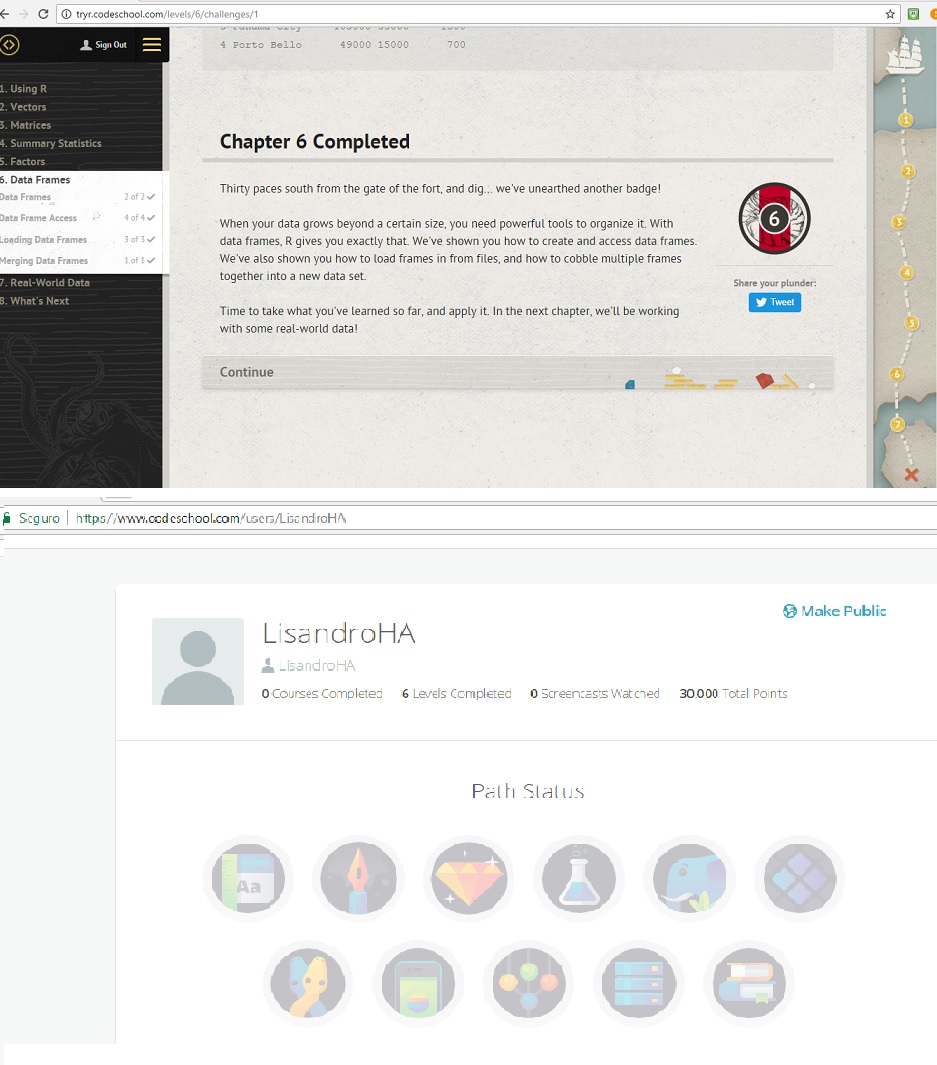 tryr.codeschool.com/levels/6/challenges/1
4 Porto Bello 49000 15000 700
Sign Out
1. Using R
2. Vectors
3. Matrices
4. Summary Statistics
5. Factors
6. Data Frames
Data Frames 2 of 2
Data Frame Access 4 of 4
Loading Data Frames 3 of 3
Merging Data Frames 1 of 1
7. Real-World Data
8. What's Next
Chapter 6 Completed
Thirty paces south from the gate of the fort, and dig... we've unearthed another badge!
When your data grows beyond a certain size, you need powerful tools to organize it. With
data frames, R gives you exactly that. We've shown you how to create and access data frames.
We've also shown you how to load frames in from files, and how to cobble multiple frames
together into a new data set.
Time to take what you've learned so far, and apply it. In the next chapter, we'll be working
with some real-world data!
6
Share your plunder:
Tweet
Continue
1
2
3
4
5
6
7
Seguro https://www.codeschool.com/users/LisandroHA
Make Public
LisandroHA
LisandroHA
0 Courses Completed 6 Levels Completed 0 Screencasts Watched 30,000 Total Points
Path Status
Aa